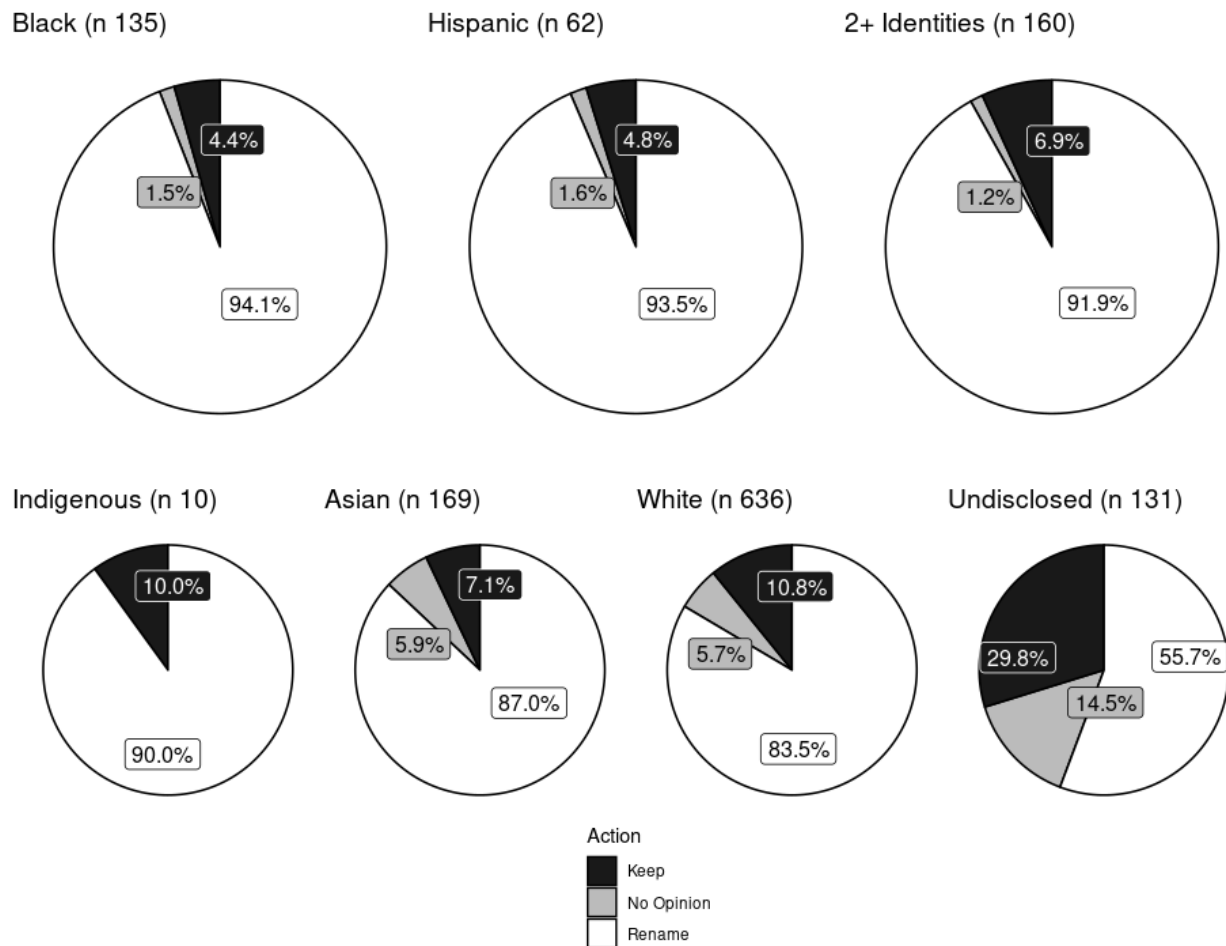 Black (n 135)
Hispanic (n 62)
2+ Identities (n 160)
4.4%
1.5%
94.1%
4.8%
1.6%
93.5%
6.9%
1.2%
91.9%
Indigenous (n 10)
Asian (n 169)
White (n 636)
Undisclosed (n 131)
10.0%
90.0%
7.1%
5.9%
87.0%
10.8%
5.7%
83.5%
29.8%
55.7%
14.5%
Action
Keep
No Opinion
Rename